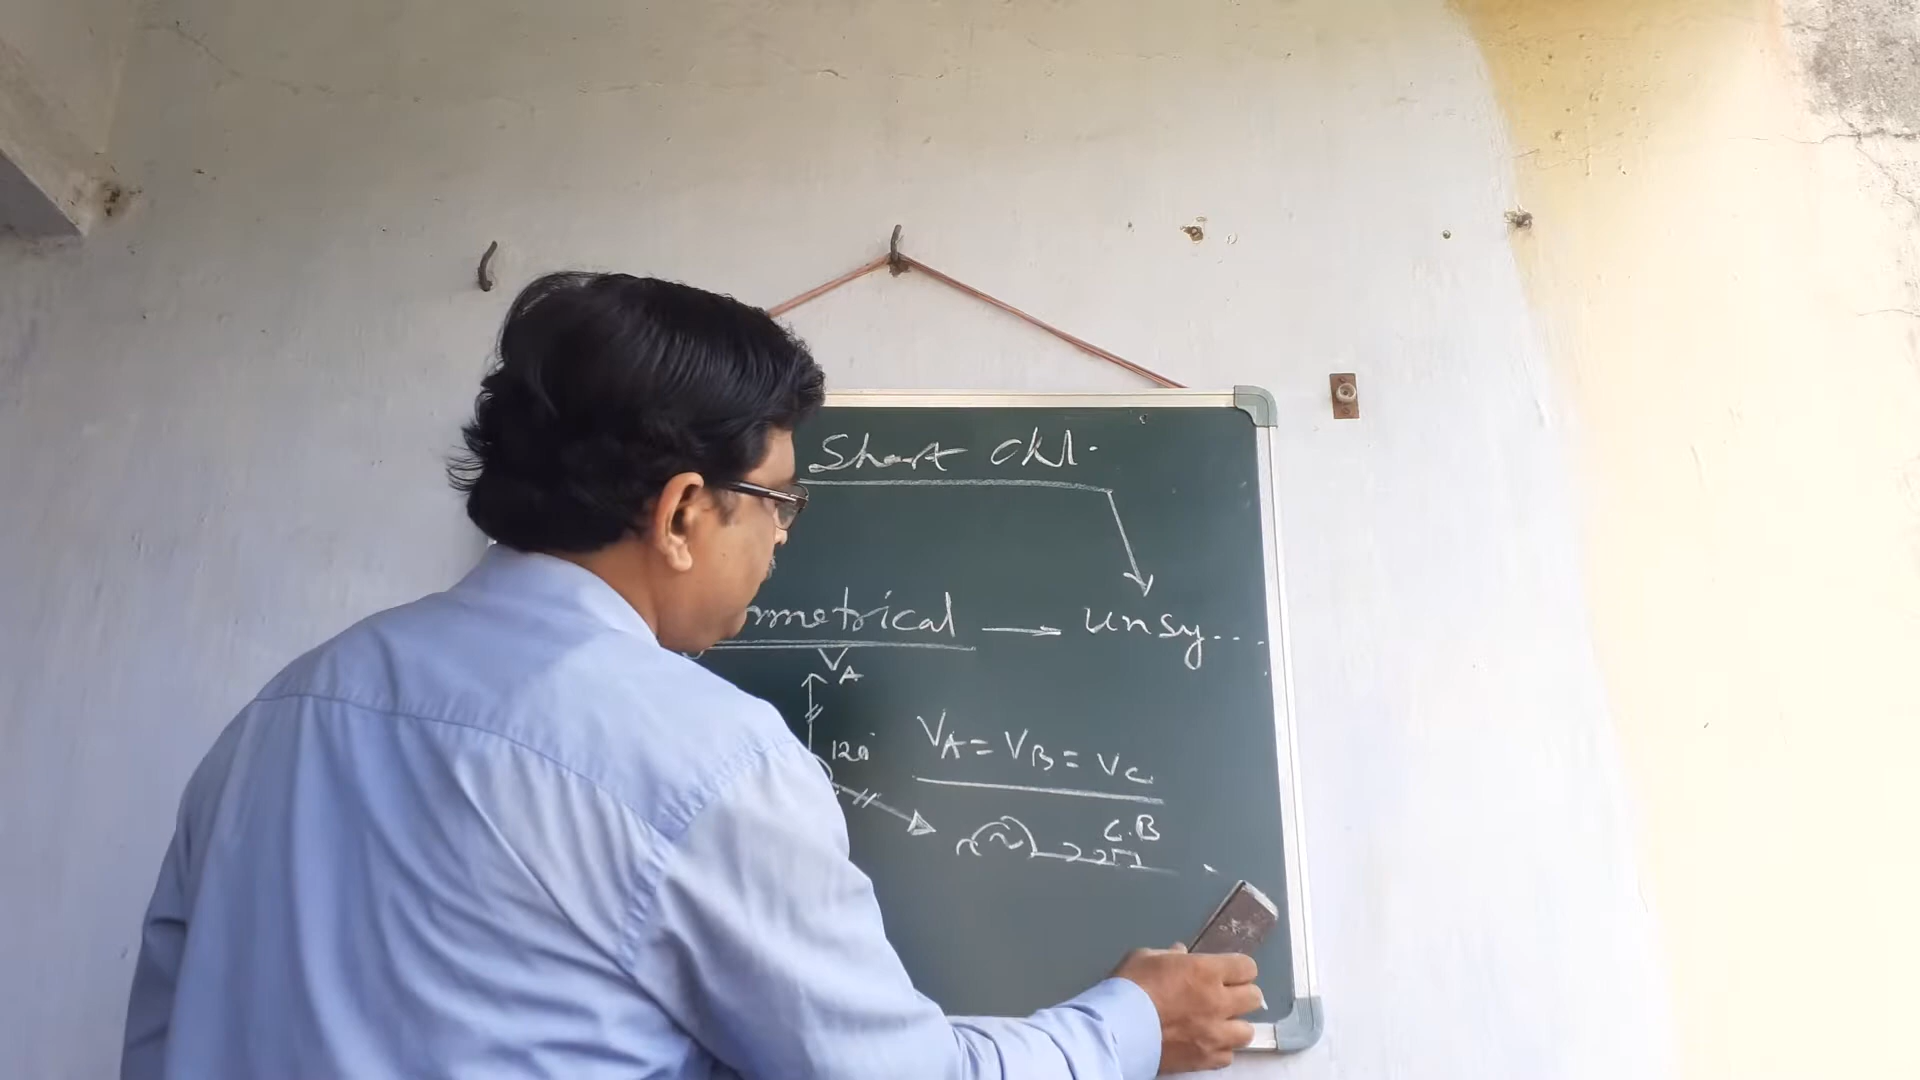 Short Ckt.
mmetrical → unsy....
VA
120°
VA = VB = VC
C.B